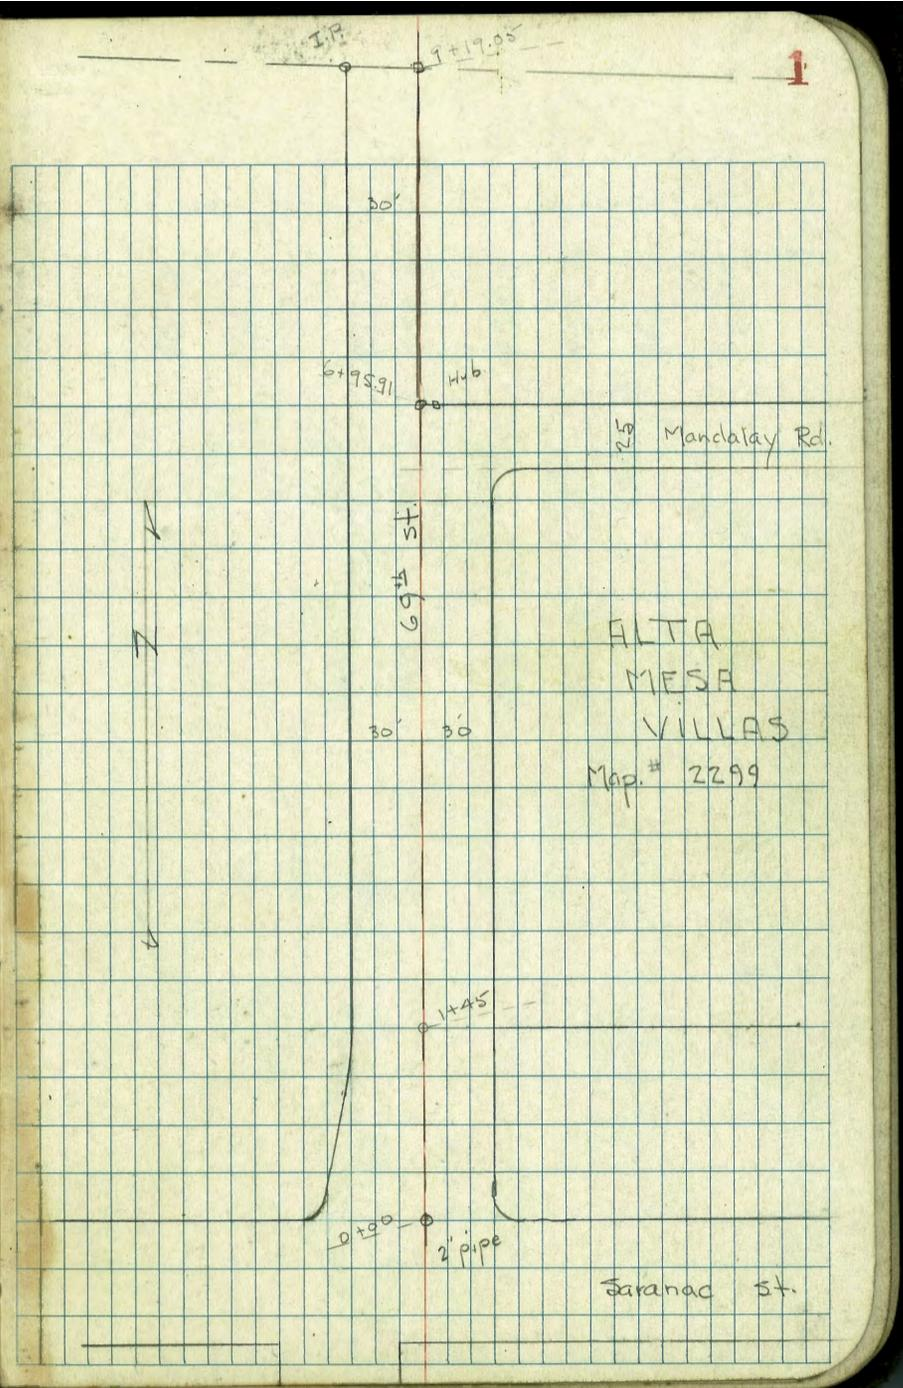 I.P.
9+19.05
1
30'
6+95.91
Hub
25
Mandalay Rd.
69th St.
N
ALTA
MESA
VILLAS
Map. # 2299
30' 30'
1+45
0+00
2" pipe
Saranac St.